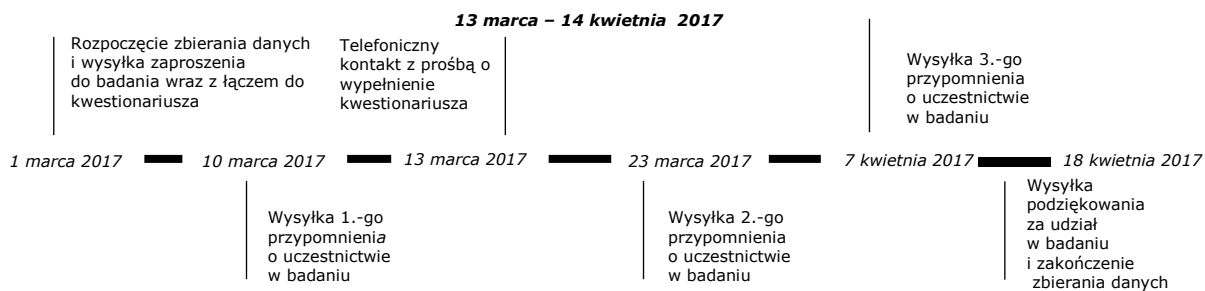 13 marca – 14 kwietnia 2017
Rozpoczęcie zbierania danych
i wysyłka zaproszenia
do badania wraz z łączem do
kwestionariusza
Telefoniczny
kontakt z prośbą o
wypełnienie
kwestionariusza
Wysyłka 3.-go
przypomnienia
o uczestnictwie
w badaniu
1 marca 2017
10 marca 2017
13 marca 2017
23 marca 2017
7 kwietnia 2017
18 kwietnia 2017
Wysyłka 1.-go
przypomnienia
o uczestnictwie
w badaniu
Wysyłka 2.-go
przypomnienia
o uczestnictwie
w badaniu
Wysyłka
podziękowania
za udział
w badaniu
i zakończenie
zbierania danych